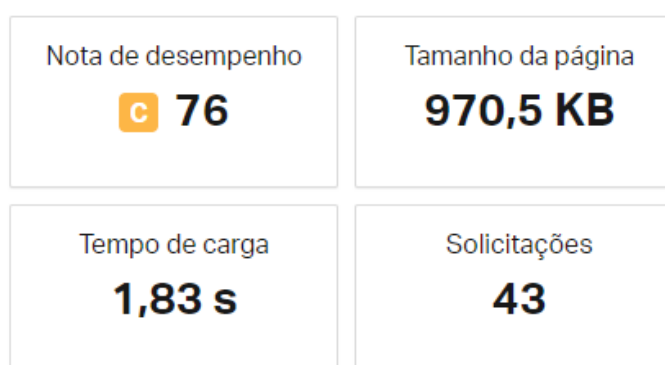 Nota de desempenho
C 76
Tamanho da página
970,5 KB
Tempo de carga
1,83 s
Solicitações
43